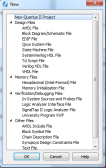 New
New Quartus II Project
Design Files
AHDL File
Block Diagram/Schematic File
EDIF File
Qsys System File
State Machine File
SystemVerilog HDL File
Tcl Script File
Verilog HDL File
VHDL File
Memory Files
Hexadecimal (Intel-Format) File
Memory Initialization File
Verification/Debugging Files
In-System Sources and Probes File
Logic Analyzer Interface File
SignalTap II Logic Analyzer File
University Program VWF
Other Files
AHDL Include File
Block Symbol File
Chain Description File
Synopsys Design Constraints File
Text File
OK
Cancel
Help